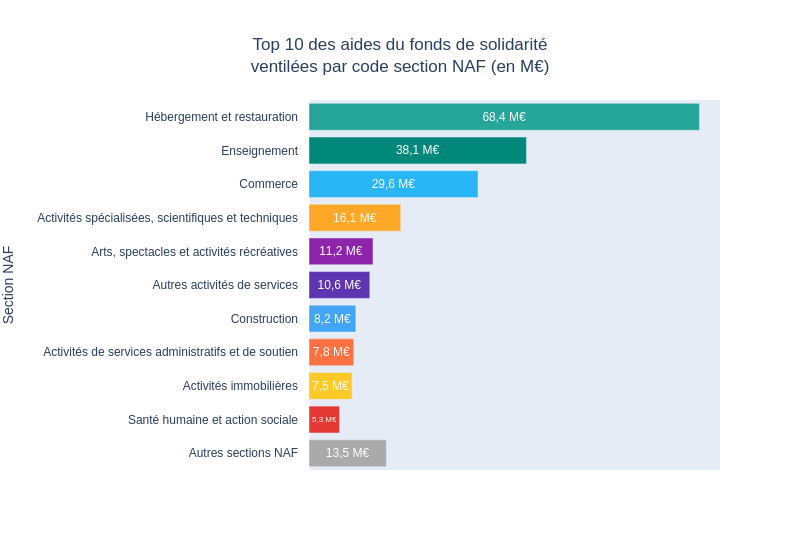 Top 10 des aides du fonds de solidarité
ventilées par code section NAF (en M€)
Section NAF
Hébergement et restauration 68,4 M€
Enseignement 38,1 M€
Commerce 29,6 M€
Activités spécialisées, scientifiques et techniques 16,1 M€
Arts, spectacles et activités récréatives 11,2 M€
Autres activités de services 10,6 M€
Construction 8,2 M€
Activités de services administratifs et de soutien 7,8 M€
Activités immobilières 7,5 M€
Santé humaine et action sociale 5,3 M€
Autres sections NAF 13,5 M€